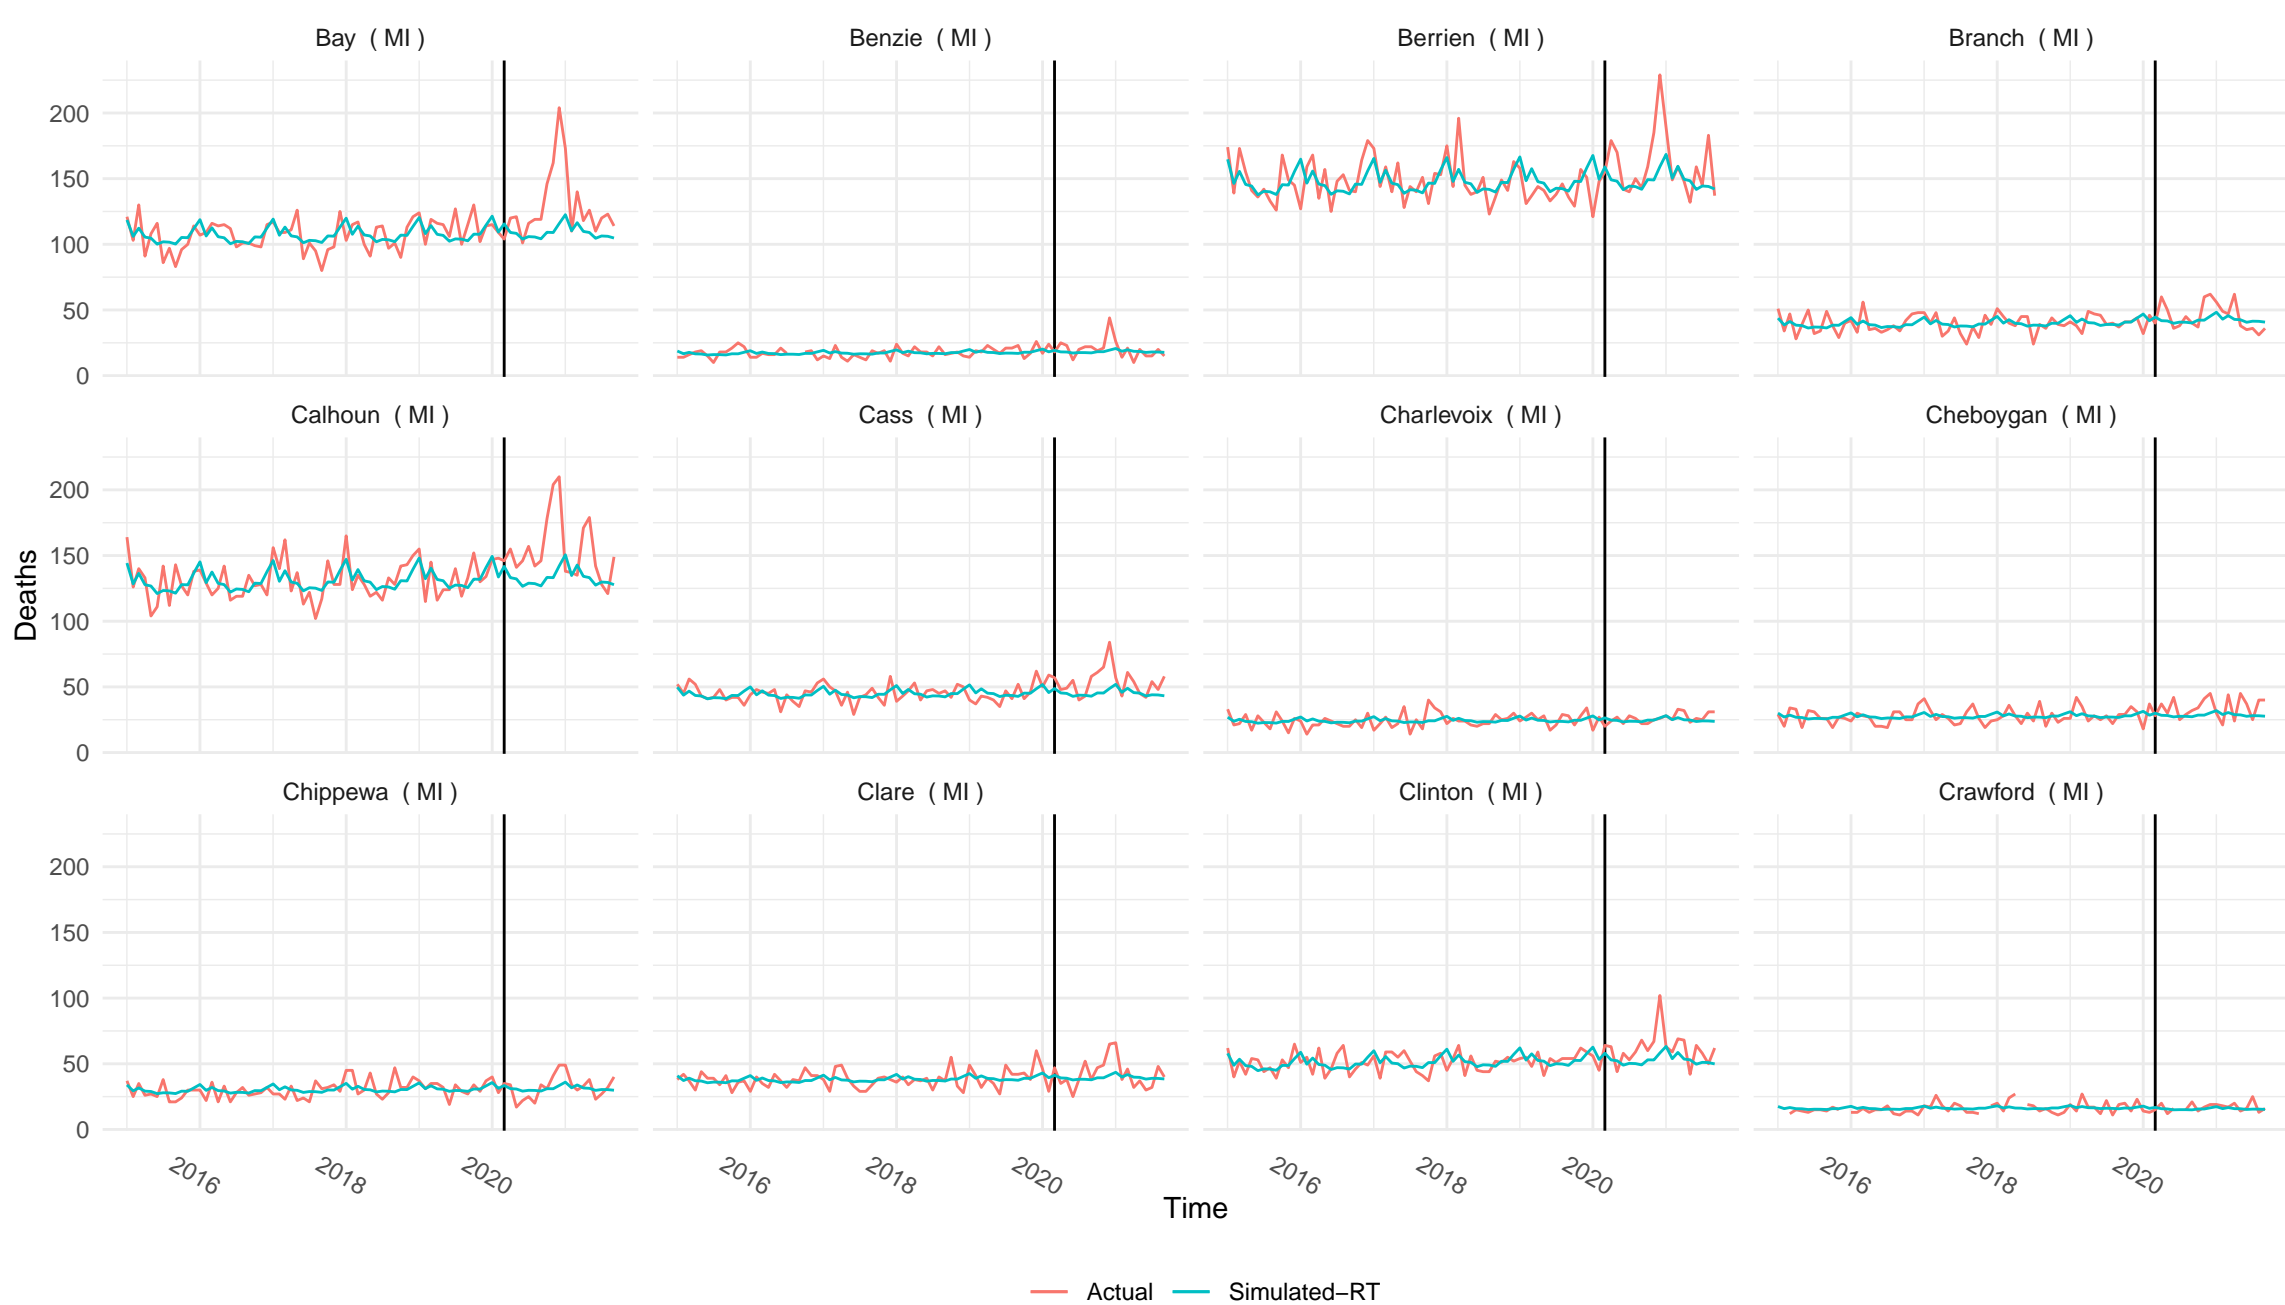 Bay ( MI )
Benzie ( MI )
Berrien ( MI )
Branch ( MI )
200
150
100
50
0
Calhoun ( MI )
Cass ( MI )
Charlevoix ( MI )
Cheboygan ( MI )
200
150
100
50
0
Deaths
Chippewa ( MI )
Clare ( MI )
Clinton ( MI )
Crawford ( MI )
200
150
100
50
0
2016 2018 2020 2016 2018 2020 2016 2018 2020 2016 2018 2020
Time
Actual Simulated−RT